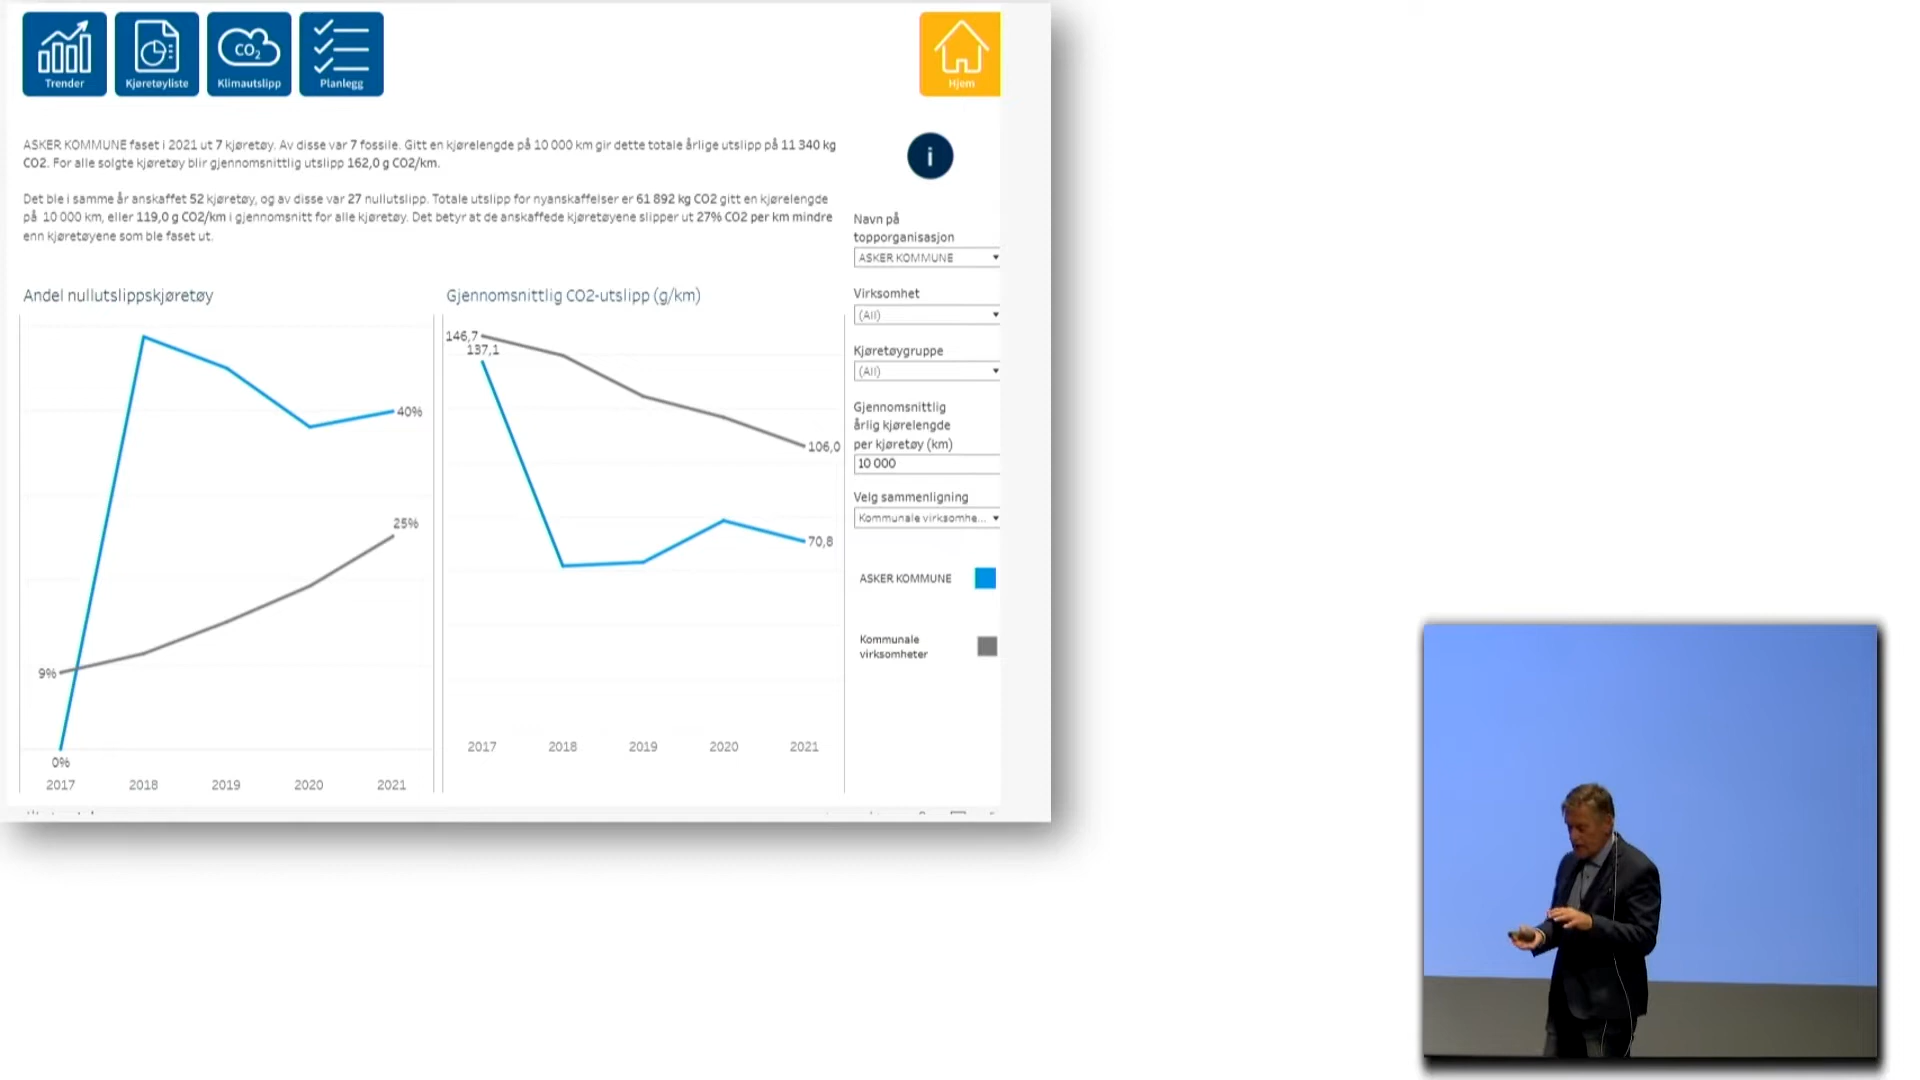 Trender
Kjøretøyliste
CO2
Klimautslipp
Planlegg
Hjem
ASKER KOMMUNE faset i 2021 ut 7 kjøretøy. Av disse var 7 fossile. Gitt en kjørelengde på 10 000 km gir dette totale årlige utslipp på 11 340 kg
CO2. For alle solgte kjøretøy blir gjennomsnittlig utslipp 162,0 g CO2/km.
Det ble i samme år anskaffet 52 kjøretøy, og av disse var 27 nullutslipp. Totale utslipp for nyanskaffelser er 61 892 kg CO2 gitt en kjørelengde
på 10 000 km, eller 119,0 g CO2/km i gjennomsnitt for alle kjøretøy. Det betyr at de anskaffede kjøretøyene slipper ut 27% CO2 per km mindre
enn kjøretøyene som ble faset ut.
i
Navn på
topporganisasjon
ASKER KOMMUNE
Virksomhet
(All)
Kjøretøygruppe
(All)
Gjennomsnittlig
årlig kjørelengde
per kjøretøy (km)
10 000
Velg sammenligning
Kommunale virksomhe...
ASKER KOMMUNE
Kommunale
virksomheter
Andel nullutslippskjøretøy
40%
25%
9%
0%
2017 2018 2019 2020 2021
Gjennomsnittlig CO2-utslipp (g/km)
146,7
137,1
106,0
70,8
2017 2018 2019 2020 2021